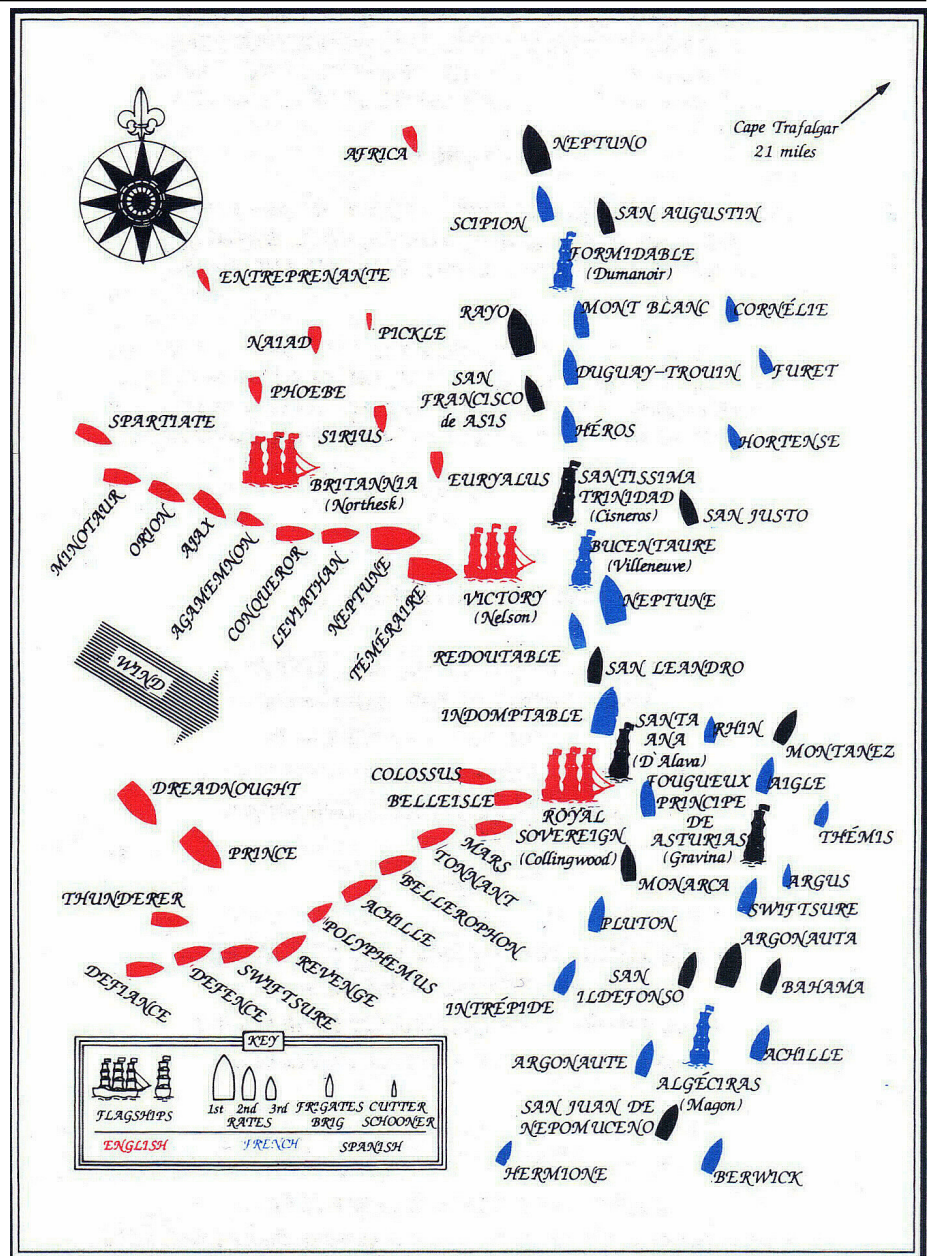 Cape Trafalgar
21 miles
AFRICA
NEPTUNO
SCIPION
SAN AUGUSTIN
FORMIDABLE
(Dumanoir)
ENTREPRENANTE
RAYO
MONT BLANC
CORNÉLIE
NAIAD
PICKLE
SAN
FRANCISCO
de ASIS
DUGUAY-TROUIN
FURET
PHOEBE
SPARTIATE
SIRIUS
HÉROS
HORTENSE
BRITANNIA
(Northesk)
EURYALUS
SANTISSIMA
TRINIDAD
(Cisneros)
SAN JUSTO
MINOTAUR
ORION
AJAX
AGAMEMNON
CONQUEROR
LEVIATHAN
NEPTUNE
TÉMÉRAIRE
VICTORY
(Nelson)
BUCENTAURE
(Villeneuve)
NEPTUNE
REDOUTABLE
SAN LEANDRO
WIND
INDOMPTABLE
SANTA
ANA
(D'Alava)
RHIN
MONTANEZ
COLOSSUS
BELLEISLE
FOUGUEUX
AIGLE
DREADNOUGHT
ROYAL
SOVEREIGN
(Collingwood)
PRINCIPE
DE
ASTURIAS
(Gravina)
THÉMIS
PRINCE
MARS
TONNANT
BELLEROPHON
ACHILLE
POLYPHEMUS
REVENGE
SWIFTSURE
DEFENCE
DEFIANCE
THUNDERER
MONARCA
ARGUS
SWIFTSURE
PLUTON
ARGONAUTA
INTRÉPIDE
SAN
ILDEFONSO
BAHAMA
ARGONAUTE
ALGÉCIRAS
(Magon)
ACHILLE
SAN JUAN DE
NEPOMUCENO
HERMIONE
BERWICK
KEY
FLAGSHIPS
1st 2nd 3rd
RATES
FRIGATES
BRIG
CUTTER
SCHOONER
ENGLISH
FRENCH
SPANISH